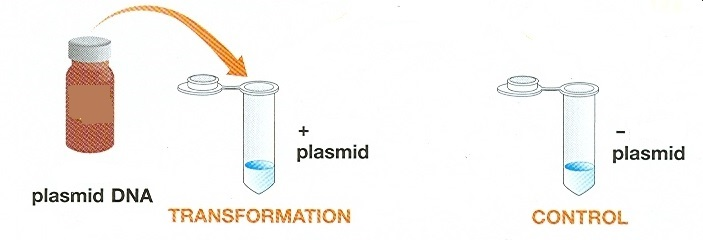 plasmid DNA
+
plasmid
TRANSFORMATION
–
plasmid
CONTROL